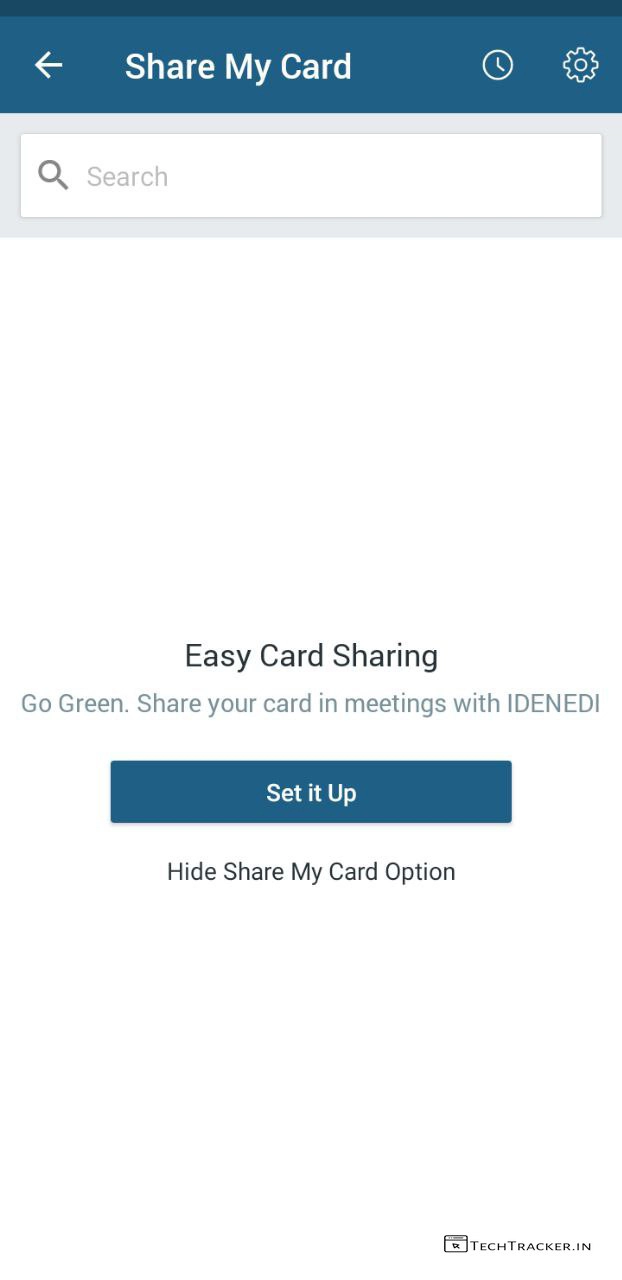 Share My Card
Search
Easy Card Sharing
Go Green. Share your card in meetings with IDENEDI
Set it Up
Hide Share My Card Option
TECHTRACKER.IN